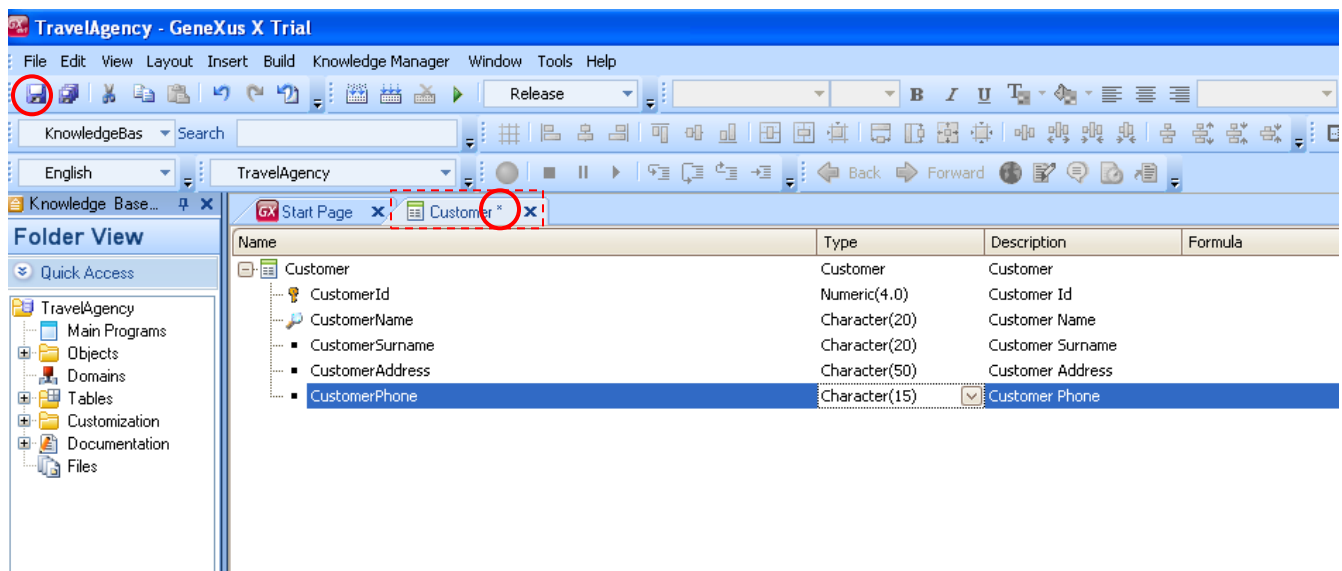 TravelAgency - GeneXus X Trial
File Edit View Layout Insert Build Knowledge Manager Window Tools Help
Release B I U T
KnowledgeBas Search
English TravelAgency Back Forward
Knowledge Base...
GX Start Page x Customer * x
Folder View
Name Type Description Formula
Quick Access
Customer Customer Customer
CustomerId Numeric(4.0) Customer Id
TravelAgency
CustomerName Character(20) Customer Name
Main Programs
CustomerSurname Character(20) Customer Surname
Objects
CustomerAddress Character(50) Customer Address
Domains
CustomerPhone Character(15) Customer Phone
Tables
Customization
Documentation
Files